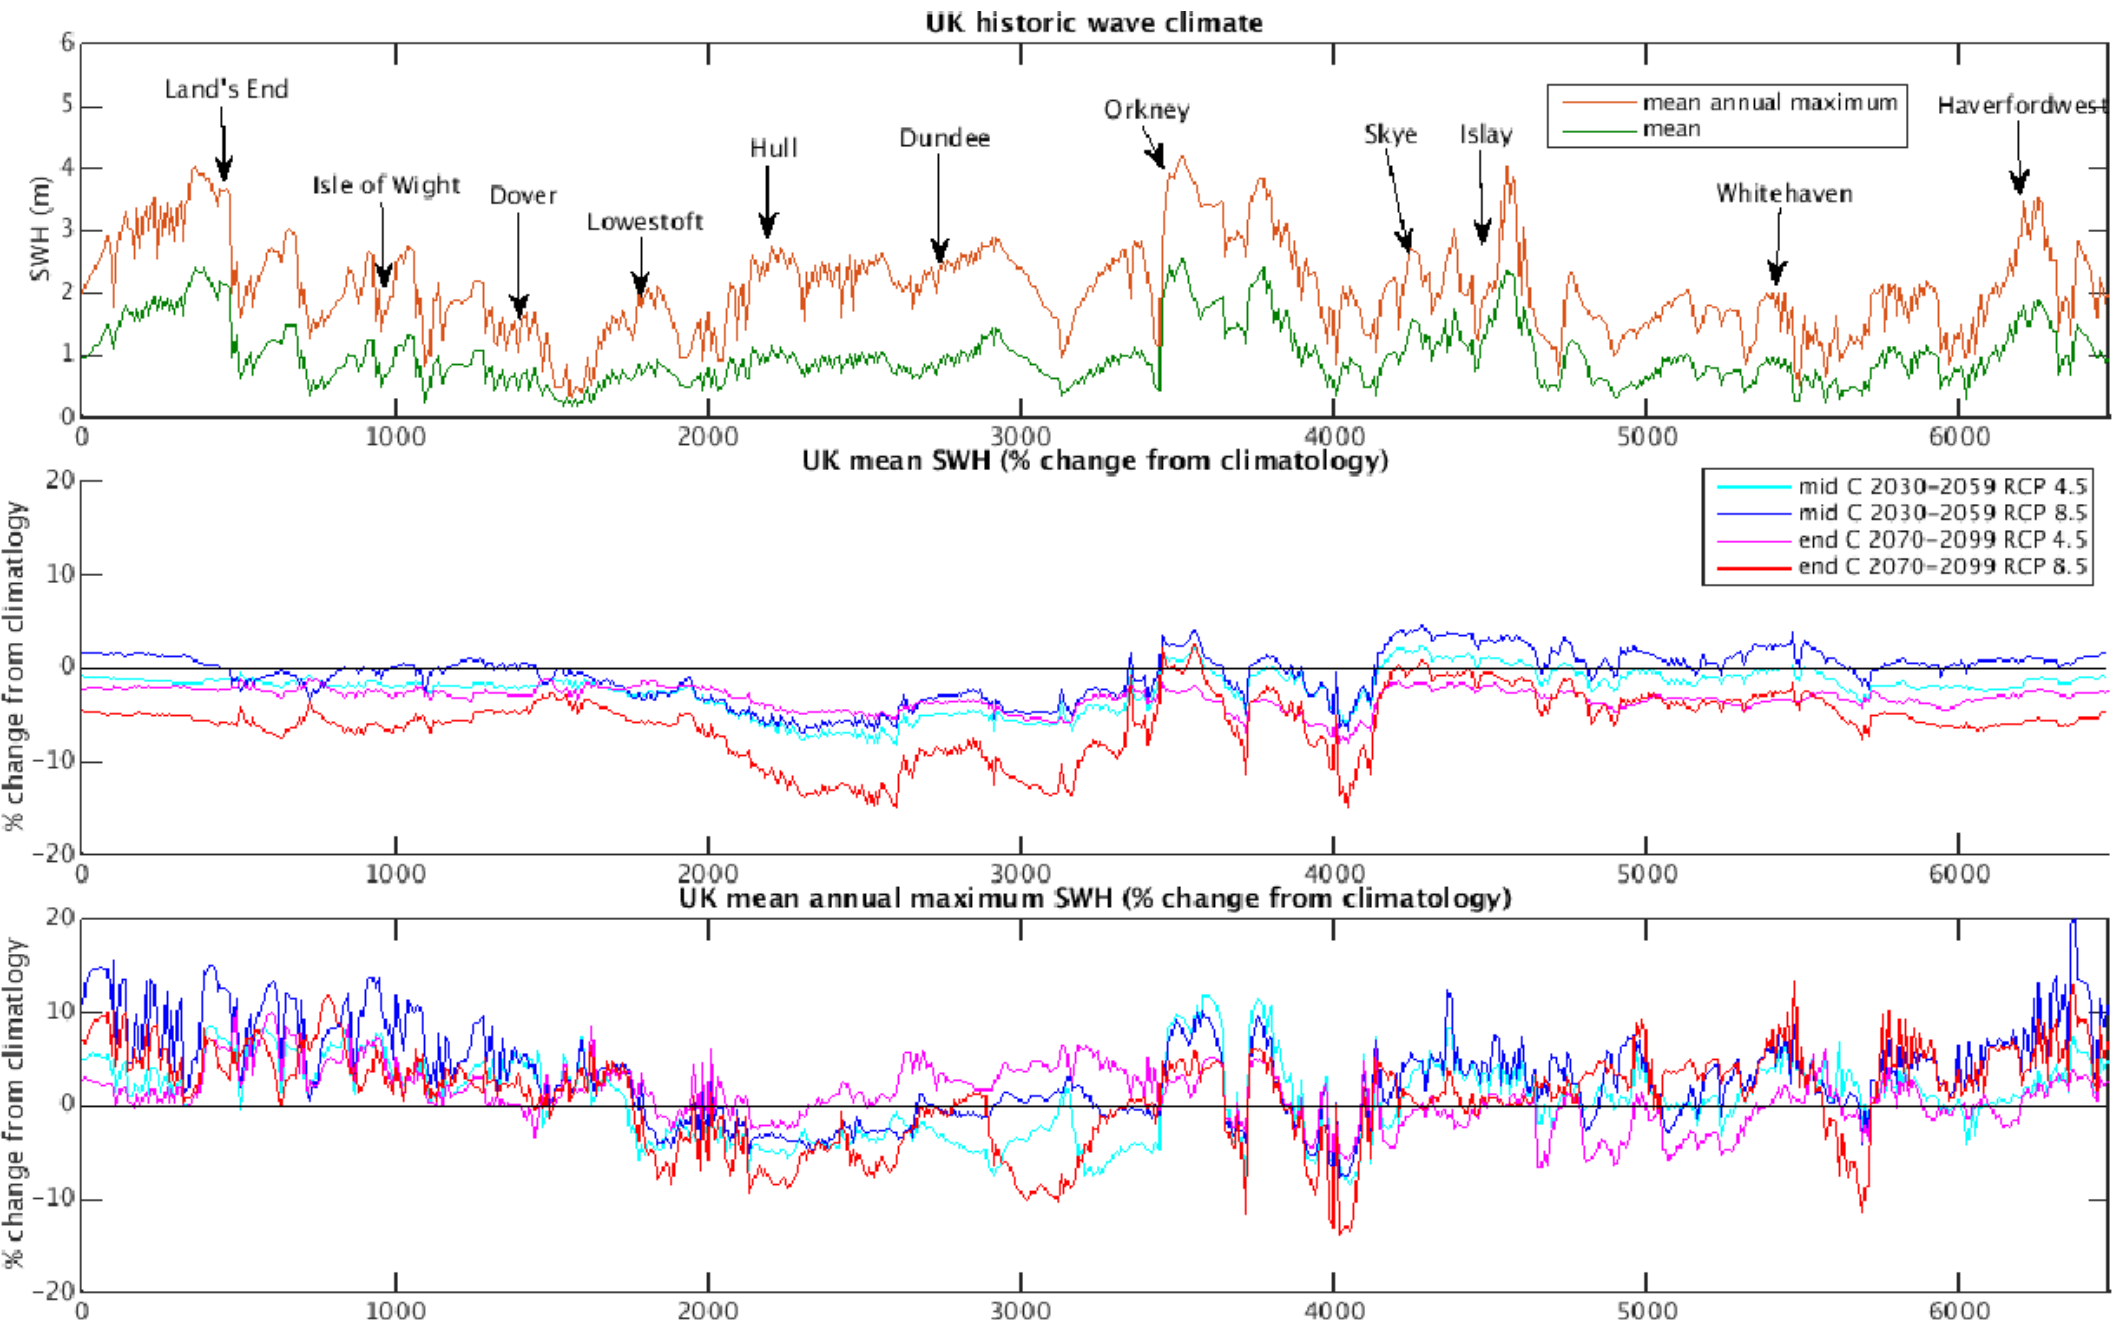 UK historic wave climate
6
5
4
3
2
1
0
SWH (m)
Land's End
Isle of Wight
Dover
Lowestoft
Hull
Dundee
Orkney
Skye
Islay
Whitehaven
Haverfordwest
mean annual maximum
mean
0 1000 2000 3000 4000 5000 6000
UK mean SWH (% change from climatology)
20
10
0
-10
-20
% change from climatlogy
mid C 2030-2059 RCP 4.5
mid C 2030-2059 RCP 8.5
end C 2070-2099 RCP 4.5
end C 2070-2099 RCP 8.5
0 1000 2000 3000 4000 5000 6000
UK mean annual maximum SWH (% change from climatology)
20
10
0
-10
-20
% change from climatlogy
0 1000 2000 3000 4000 5000 6000